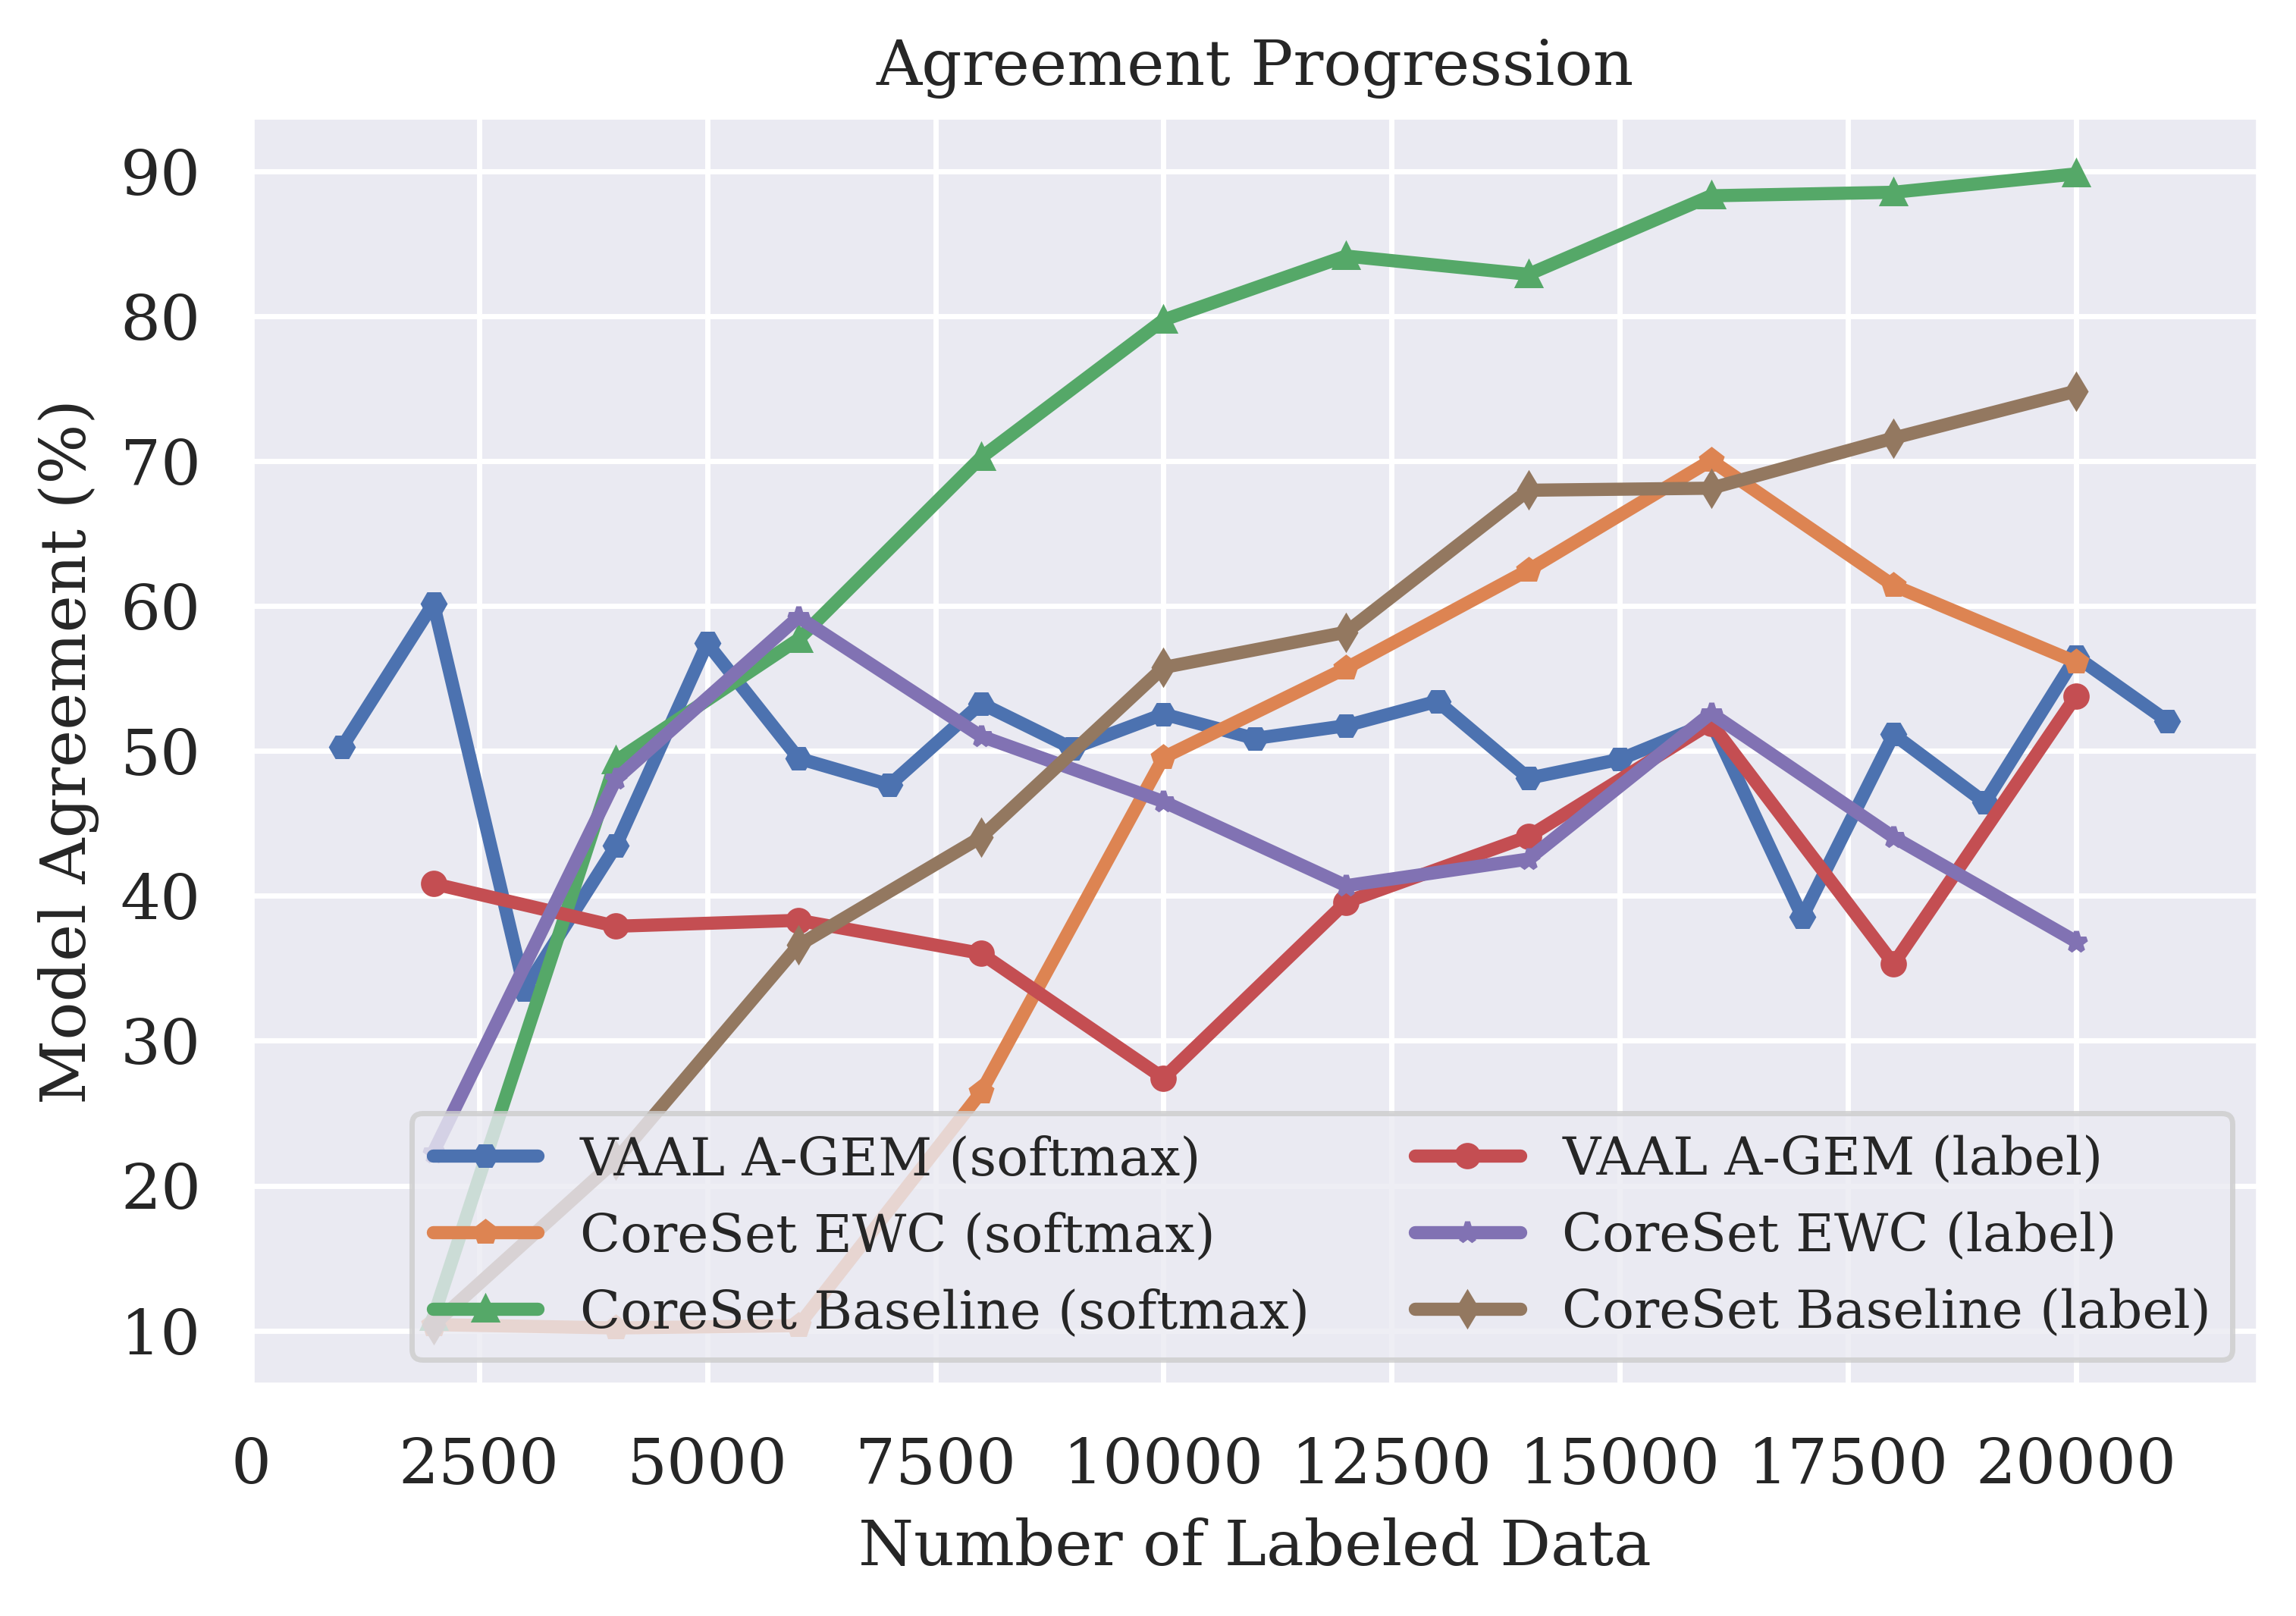 Agreement Progression
Model Agreement (%)
90
80
70
60
50
40
30
20
10
VAAL A-GEM (softmax)
CoreSet EWC (softmax)
CoreSet Baseline (softmax)
VAAL A-GEM (label)
CoreSet EWC (label)
CoreSet Baseline (label)
0 2500 5000 7500 10000 12500 15000 17500 20000
Number of Labeled Data